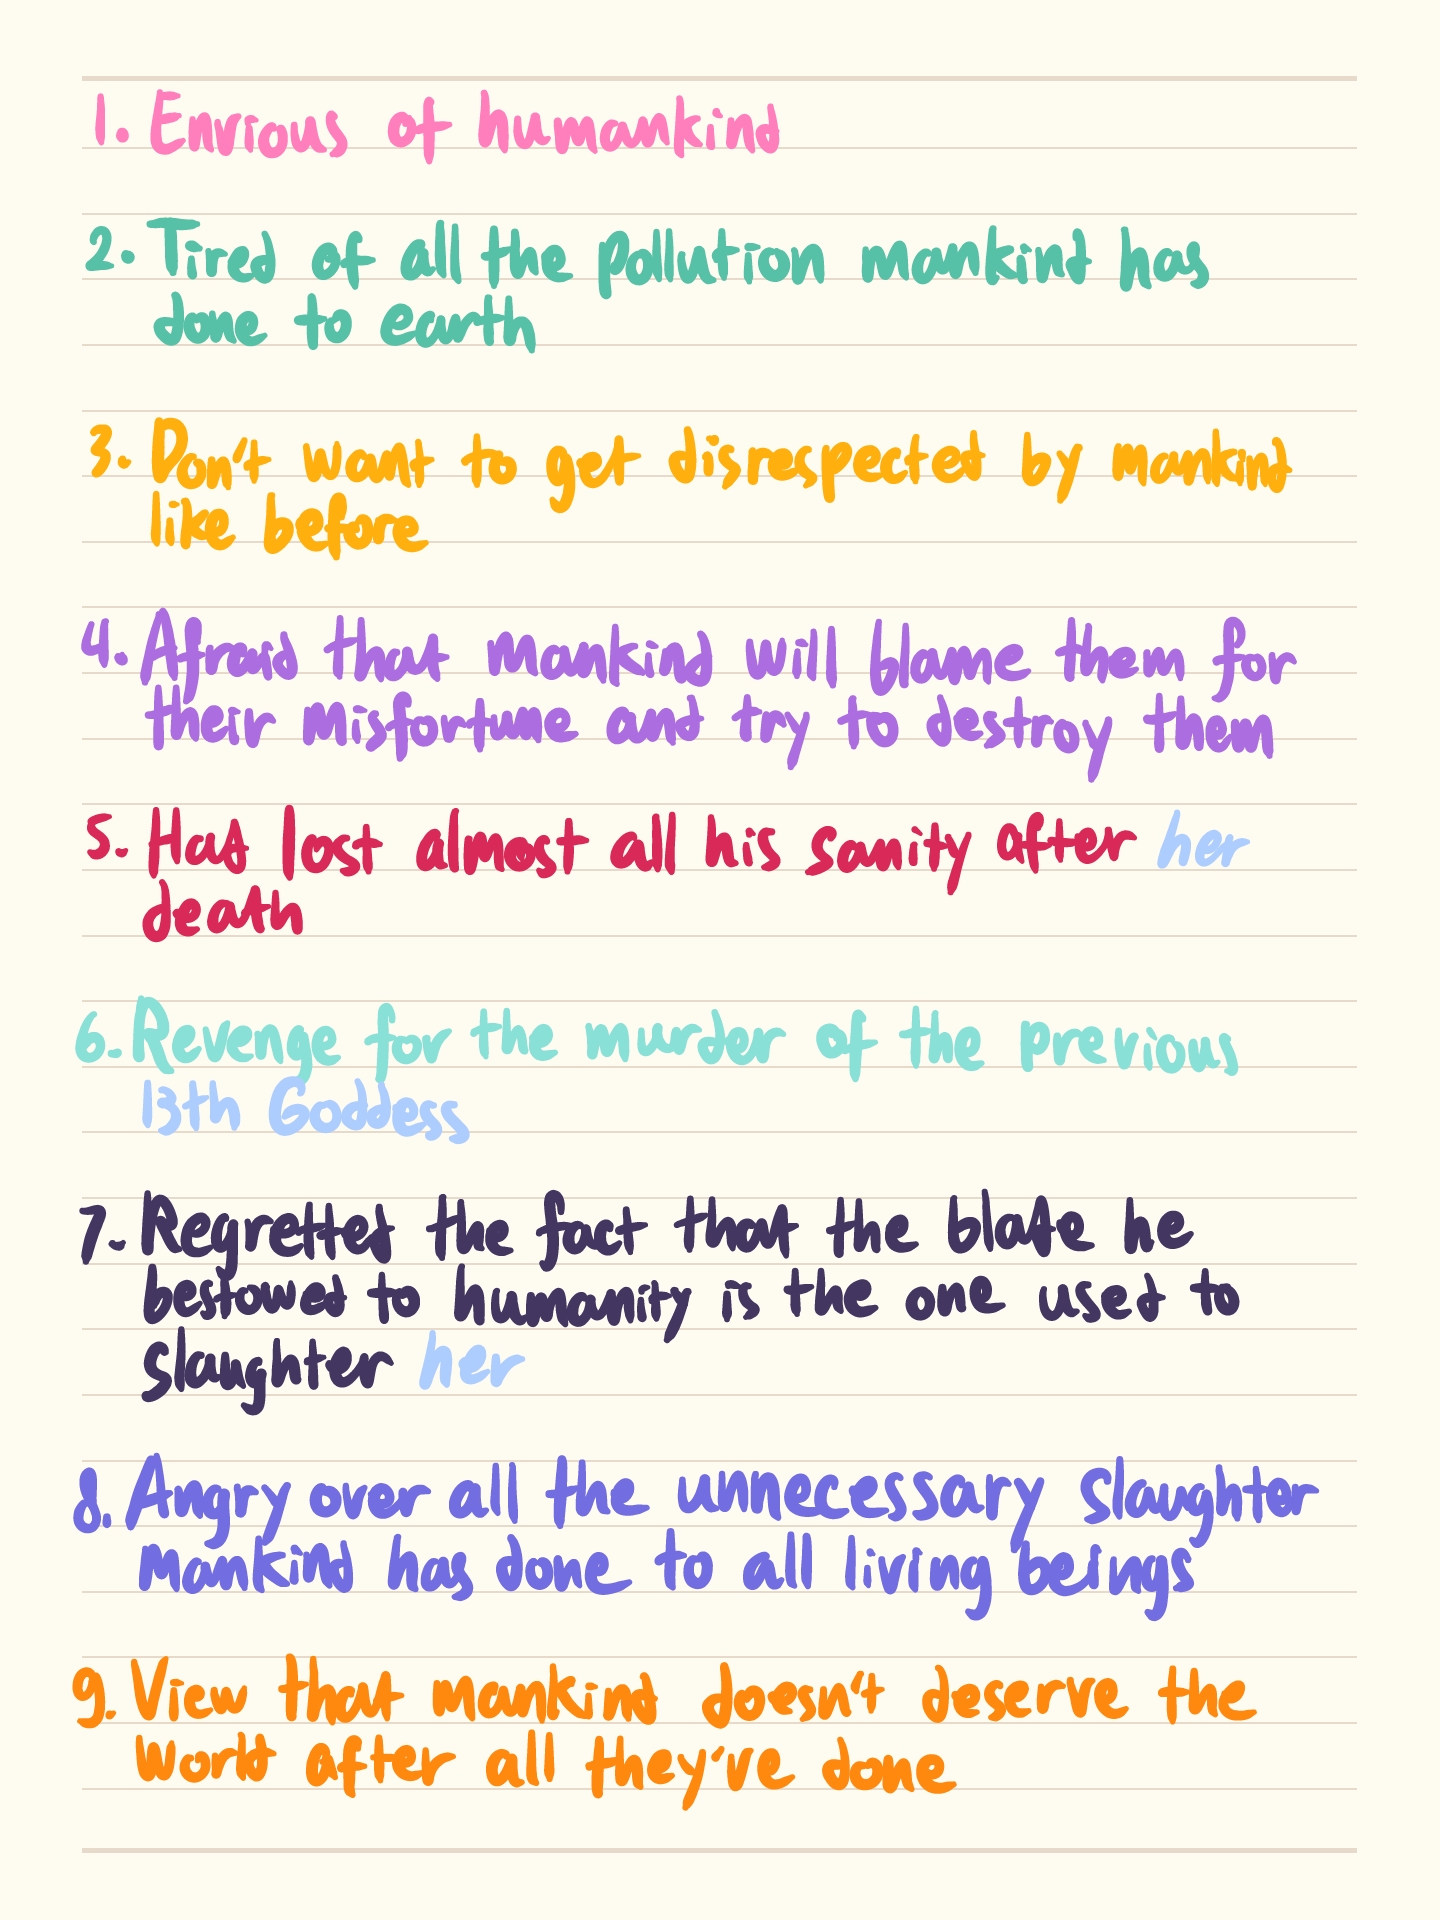 1. Envious of humankind
2. Tired of all the pollution mankind has
done to earth
3. Don't want to get disrespected by mankind
like before
4. Afraid that mankind will blame them for
their misfortune and try to destroy them
5. Had lost almost all his sanity after her
death
6. Revenge for the murder of the previous
13th Goddess
7. Regretted the fact that the blade he
bestowed to humanity is the one used to
slaughter her
8. Angry over all the unnecessary slaughter
mankind has done to all living beings
9. View that mankind doesn't deserve the
world after all they've done